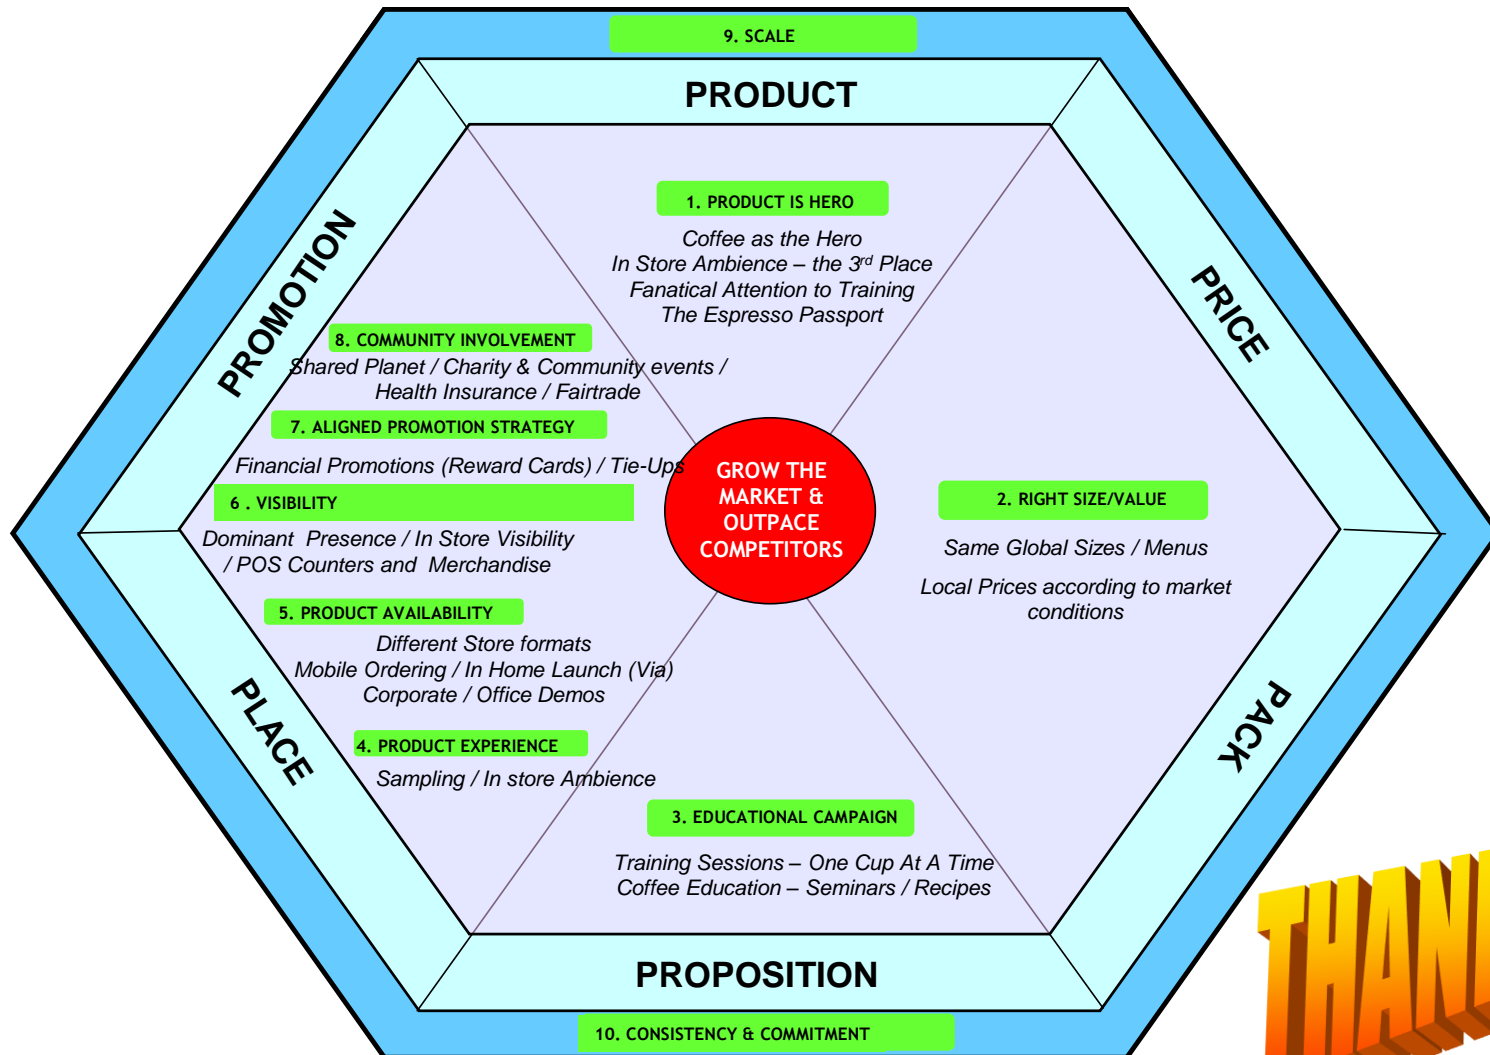 9. SCALE
PRODUCT
1. PRODUCT IS HERO
Coffee as the Hero
In Store Ambience – the 3rd Place
Fanatical Attention to Training
The Espresso Passport
PRICE
2. RIGHT SIZE/VALUE
Same Global Sizes / Menus
Local Prices according to market
conditions
PACK
3. EDUCATIONAL CAMPAIGN
Training Sessions – One Cup At A Time
Coffee Education – Seminars / Recipes
PROPOSITION
10. CONSISTENCY & COMMITMENT
PLACE
4. PRODUCT EXPERIENCE
Sampling / In store Ambience
5. PRODUCT AVAILABILITY
Different Store formats
Mobile Ordering / In Home Launch (Via)
Corporate / Office Demos
6 . VISIBILITY
Dominant Presence / In Store Visibility
/ POS Counters and Merchandise
PROMOTION
7. ALIGNED PROMOTION STRATEGY
Financial Promotions (Reward Cards) / Tie-Ups
8. COMMUNITY INVOLVEMENT
Shared Planet / Charity & Community events /
Health Insurance / Fairtrade
GROW THE
MARKET &
OUTPACE
COMPETITORS